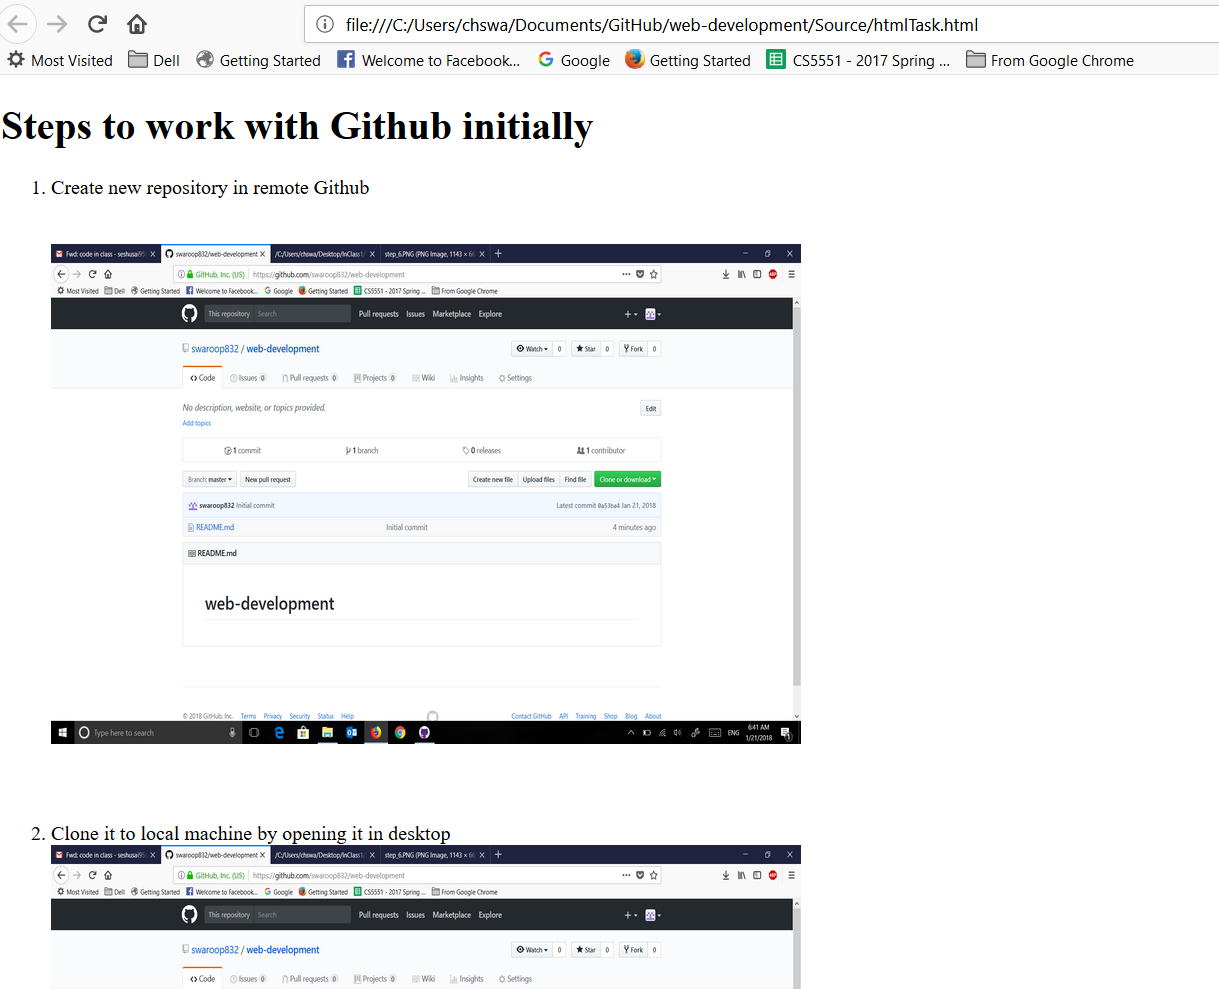 file:///C:/Users/chswa/Documents/GitHub/web-development/Source/htmlTask.html
Most Visited Dell Getting Started Welcome to Facebook... Google Getting Started CS5551 - 2017 Spring ... From Google Chrome
Steps to work with Github initially
1. Create new repository in remote Github
Fwd: code in class - seshusai95 swaroop832/web-development /C:/Users/chswa/Desktop/InClass1/ step_6.PNG (PNG Image, 1143 × 6
GitHub, Inc. (US) https://github.com/swaroop832/web-development
Most Visited Dell Getting Started Welcome to Facebook... Google Getting Started CS5551 - 2017 Spring ... From Google Chrome
This repository Search Pull requests Issues Marketplace Explore
swaroop832 / web-development Watch 0 Star 0 Fork 0
Code Issues 0 Pull requests 0 Projects 0 Wiki Insights Settings
No description, website, or topics provided. Edit
Add topics
1 commit 1 branch 0 releases 1 contributor
Branch: master New pull request Create new file Upload files Find file Clone or download
swaroop832 Initial commit Latest commit 0a53ba4 Jan 21, 2018
README.md Initial commit 4 minutes ago
README.md
web-development
© 2018 GitHub, Inc. Terms Privacy Security Status Help Contact GitHub API Training Shop Blog About
Type here to search ENG 6:41 AM
1/21/2018
2. Clone it to local machine by opening it in desktop
Fwd: code in class - seshusai95 swaroop832/web-development /C:/Users/chswa/Desktop/InClass1/ step_6.PNG (PNG Image, 1143 × 6
GitHub, Inc. (US) https://github.com/swaroop832/web-development
Most Visited Dell Getting Started Welcome to Facebook... Google Getting Started CS5551 - 2017 Spring ... From Google Chrome
This repository Search Pull requests Issues Marketplace Explore
swaroop832 / web-development Watch 0 Star 0 Fork 0
Code Issues 0 Pull requests 0 Projects 0 Wiki Insights Settings